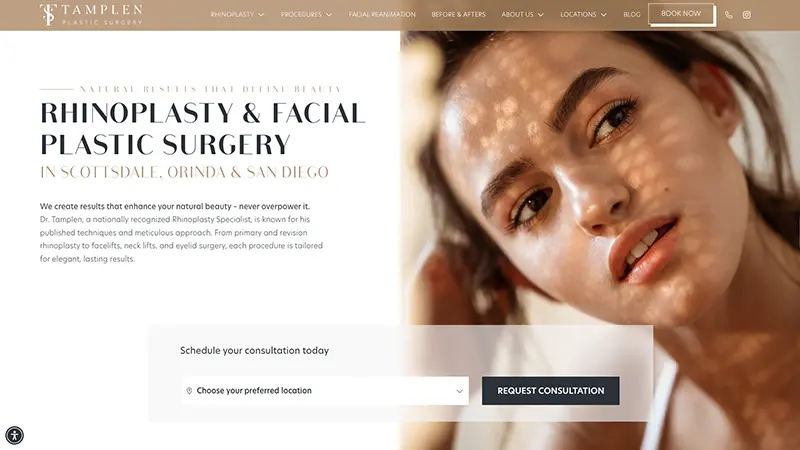 TAMPLEN
PLASTIC SURGERY
RHINOPLASTY
PROCEDURES
FACIAL REANIMATION
BEFORE & AFTERS
ABOUT US
LOCATIONS
BLOG
BOOK NOW
NATURAL RESULTS THAT DEFINE BEAUTY
RHINOPLASTY & FACIAL
PLASTIC SURGERY
IN SCOTTSDALE, ORINDA & SAN DIEGO
We create results that enhance your natural beauty – never overpower it.
Dr. Tamplen, a nationally recognized Rhinoplasty Specialist, is known for his
published techniques and meticulous approach. From primary and revision
rhinoplasty to facelifts, neck lifts, and eyelid surgery, each procedure is tailored
for elegant, lasting results.
Schedule your consultation today
Choose your preferred location
REQUEST CONSULTATION